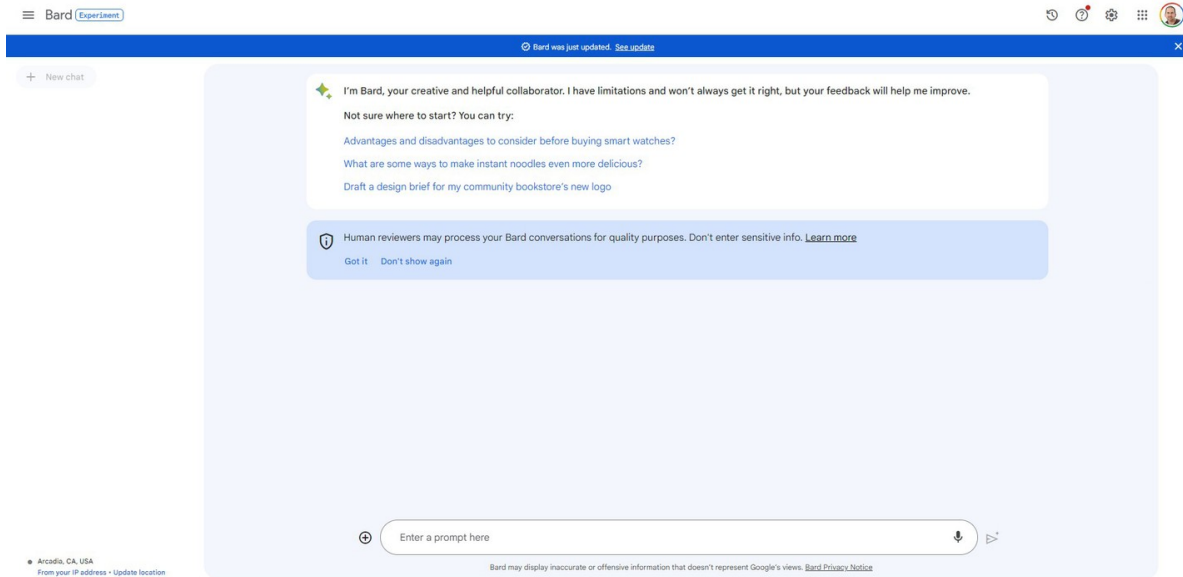 Bard Experiment
Bard was just updated. See update
New chat
I'm Bard, your creative and helpful collaborator. I have limitations and won't always get it right, but your feedback will help me improve.
Not sure where to start? You can try:
Advantages and disadvantages to consider before buying smart watches?
What are some ways to make instant noodles even more delicious?
Draft a design brief for my community bookstore's new logo
Human reviewers may process your Bard conversations for quality purposes. Don't enter sensitive info. Learn more
Got it Don't show again
Enter a prompt here
Bard may display inaccurate or offensive information that doesn't represent Google's views. Bard Privacy Notice
Arcadia, CA, USA
From your IP address • Update location